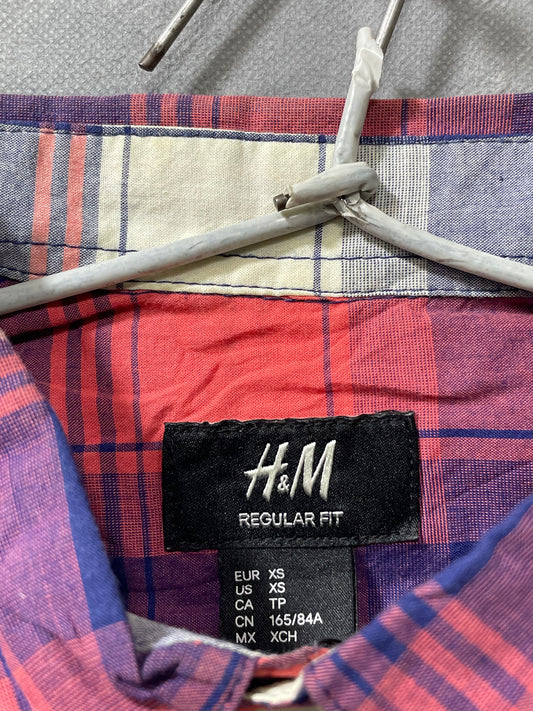 H&M
REGULAR FIT
EUR XS
US XS
CA TP
CN 165/84A
MX XCH